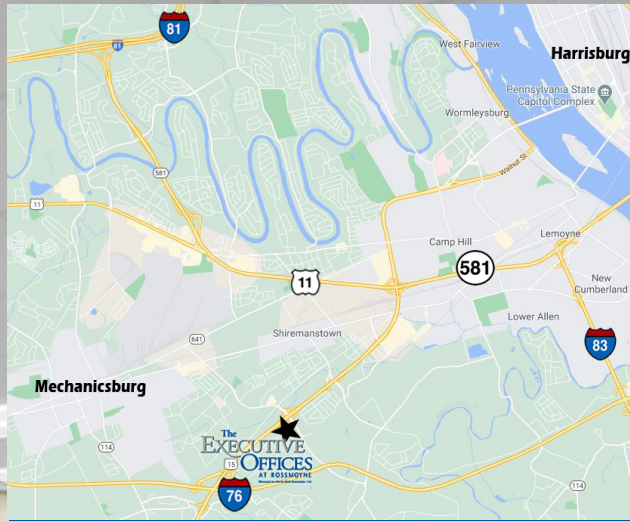 81
81
West Fairview
Harrisburg
Pennsylvania State
Capitol Complex
Wormleysburg
Walnut St
581
11
Camp Hill
Lemoyne
581
11
New
Cumberland
Lower Allen
Shiremanstown
641
83
Mechanicsburg
The
EXECUTIVE
OFFICES
AT ROSSMOYNE
114
15
76
114